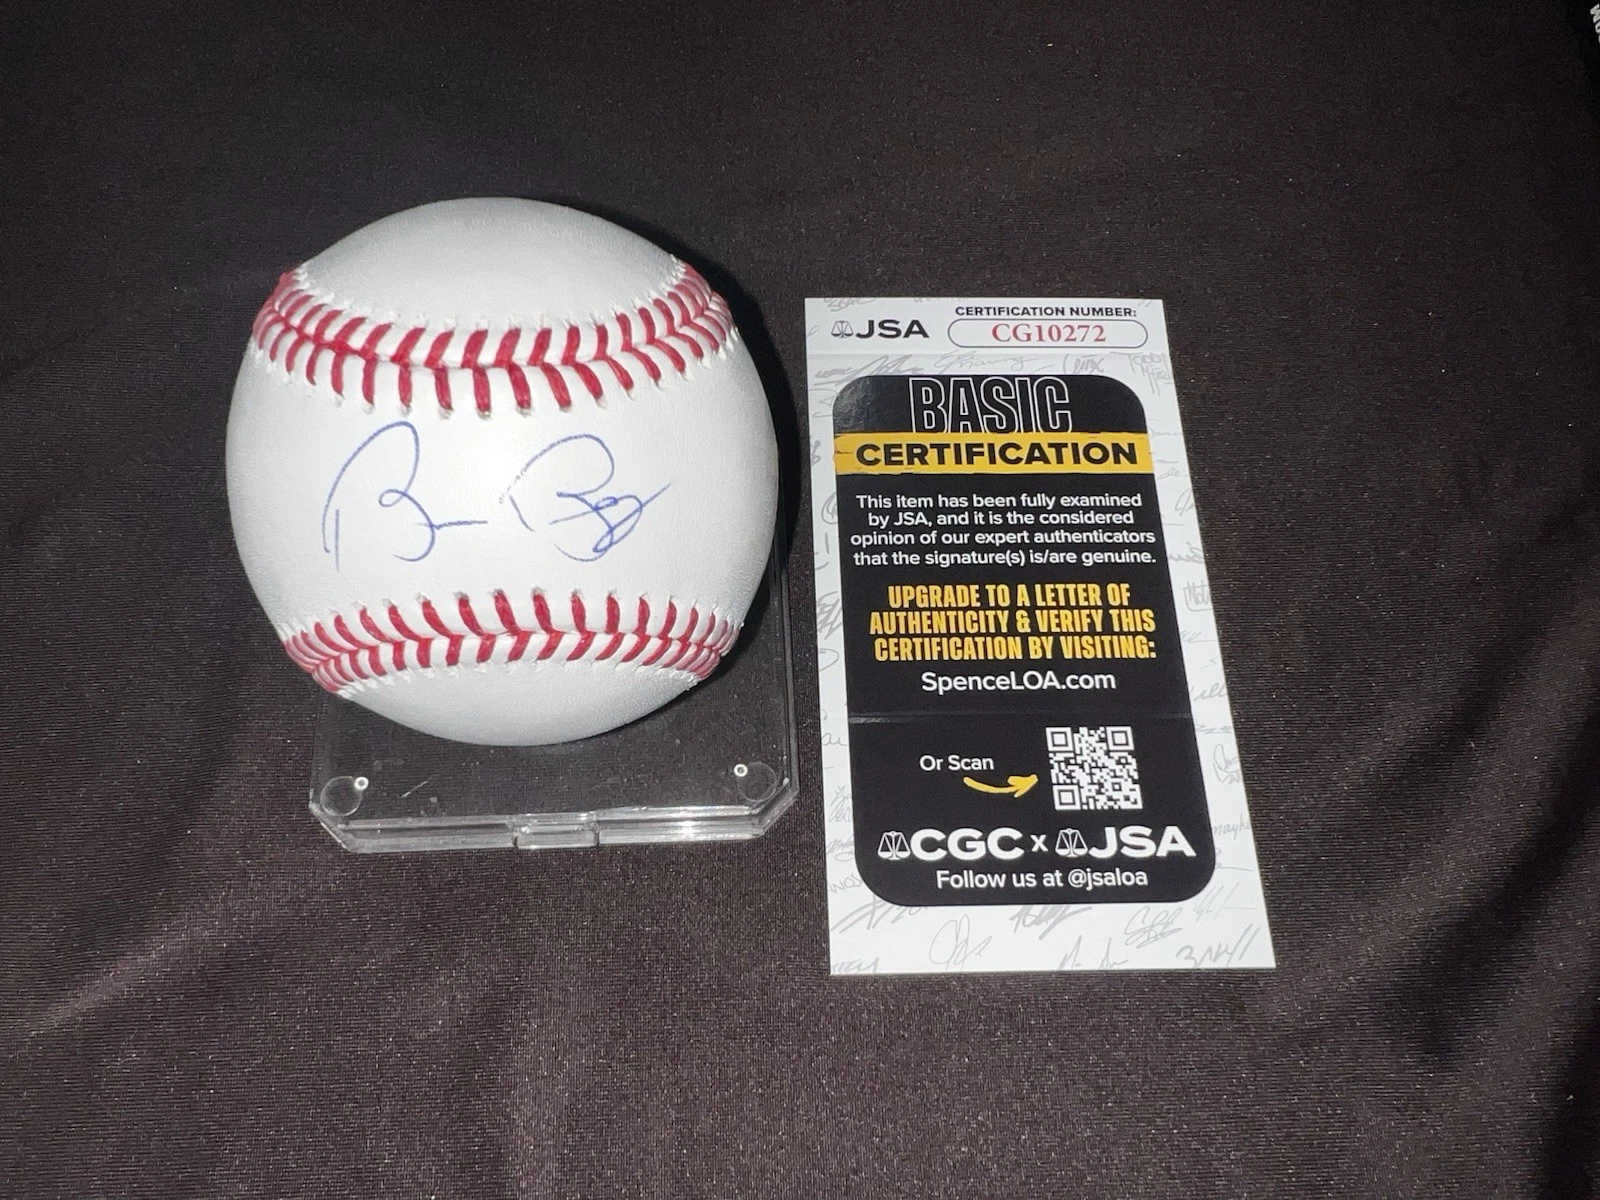 JSA
CERTIFICATION NUMBER:
CG10272
BASIC
CERTIFICATION
This item has been fully examined
by JSA, and it is the considered
opinion of our expert authenticators
that the signature(s) is/are genuine.
UPGRADE TO A LETTER OF
AUTHENTICITY & VERIFY THIS
CERTIFICATION BY VISITING:
SpenceLOA.com
Or Scan
CGC x JSA
Follow us at @jsaloa